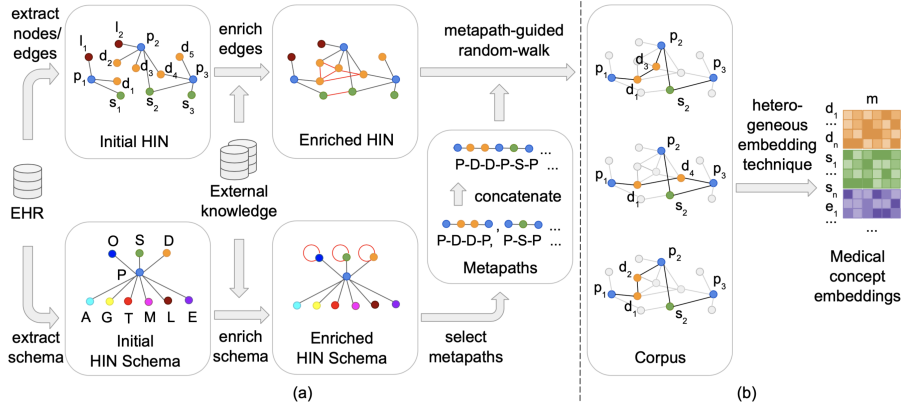 extract
nodes/
edges
l1
l2
p2
d2
d3
d5
d4
p1
d1
p3
s1
s2
s3
Initial HIN
enrich
edges
Enriched HIN
metapath-guided
random-walk
EHR
External
knowledge
P-D-D-P-S-P ...
concatenate
, ...
P-D-D-P, P-S-P ...
Metapaths
O S D
P
A G T M L E
Initial
HIN Schema
extract
schema
enrich
schema
Enriched
HIN Schema
select
metapaths
(a)
p2
d3
p1
p3
d1
s2
p2
p1
d4
p3
d1
s2
p2
d2
p1
p3
d1
s2
Corpus
hetero-
geneous
embedding
technique
m
d1
...
dn
s1
...
sn
e1
...
...
Medical
concept
embeddings
(b)